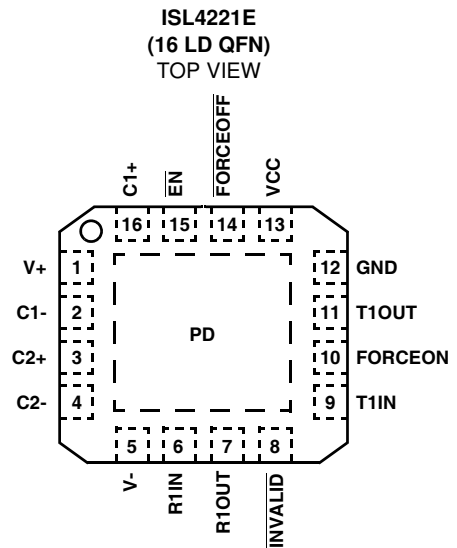 ISL4221E
(16 LD QFN)
TOP VIEW
C1+
EN
FORCEOFF
VCC
16
15
14
13
V+
1
12
GND
C1-
2
11
T1OUT
C2+
3
PD
10
FORCEON
C2-
4
9
T1IN
5
6
7
8
V-
R1IN
R1OUT
INVALID